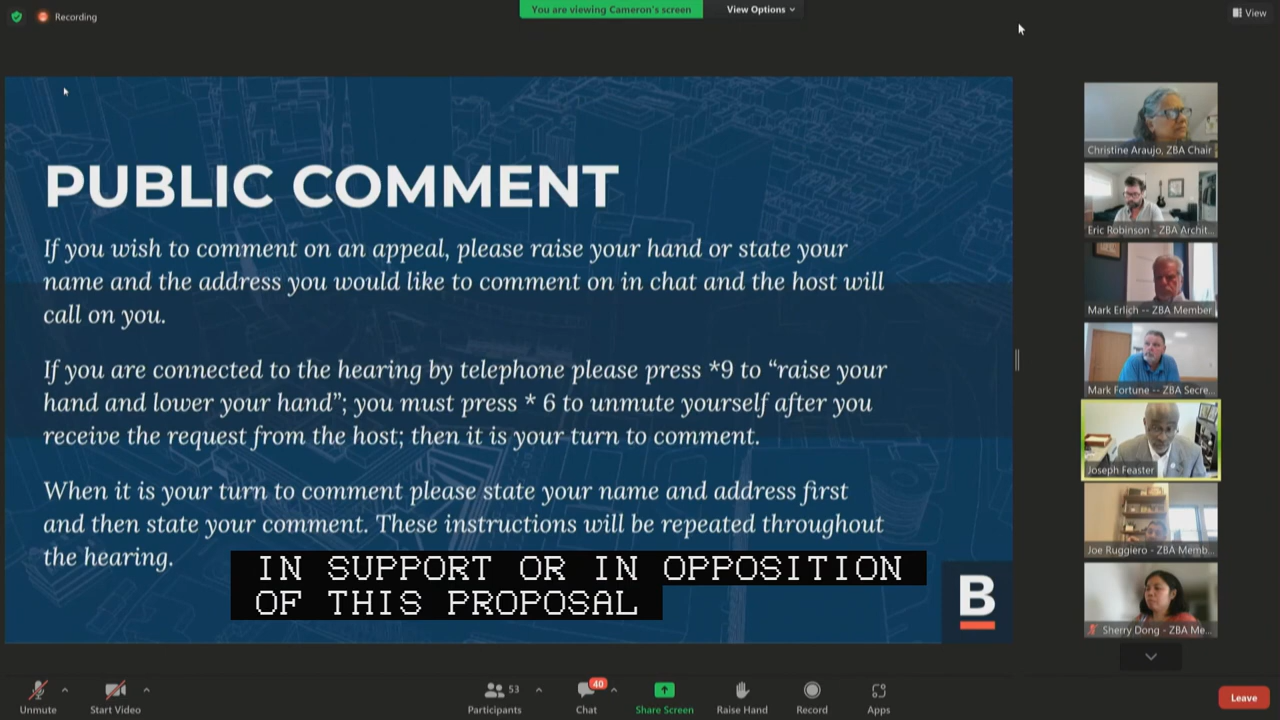 Recording
You are viewing Cameron's screen
View Options
View
PUBLIC COMMENT
If you wish to comment on an appeal, please raise your hand or state your
name and the address you would like to comment on in chat and the host will
call on you.
If you are connected to the hearing by telephone please press *9 to “raise your
hand and lower your hand”; you must press * 6 to unmute yourself after you
receive the request from the host; then it is your turn to comment.
When it is your turn to comment please state your name and address first
and then state your comment. These instructions will be repeated throughout
the hearing.
IN SUPPORT OR IN OPPOSITION
OF THIS PROPOSAL
B
Christine Araujo, ZBA Chair
Eric Robinson - ZBA Archit...
Mark Erlich -- ZBA Member
Mark Fortune -- ZBA Secre...
Joseph Feaster
Joe Ruggiero - ZBA Memb...
Sherry Dong - ZBA Me...
Unmute
Start Video
53
Participants
40
Chat
Share Screen
Raise Hand
Record
Apps
Leave